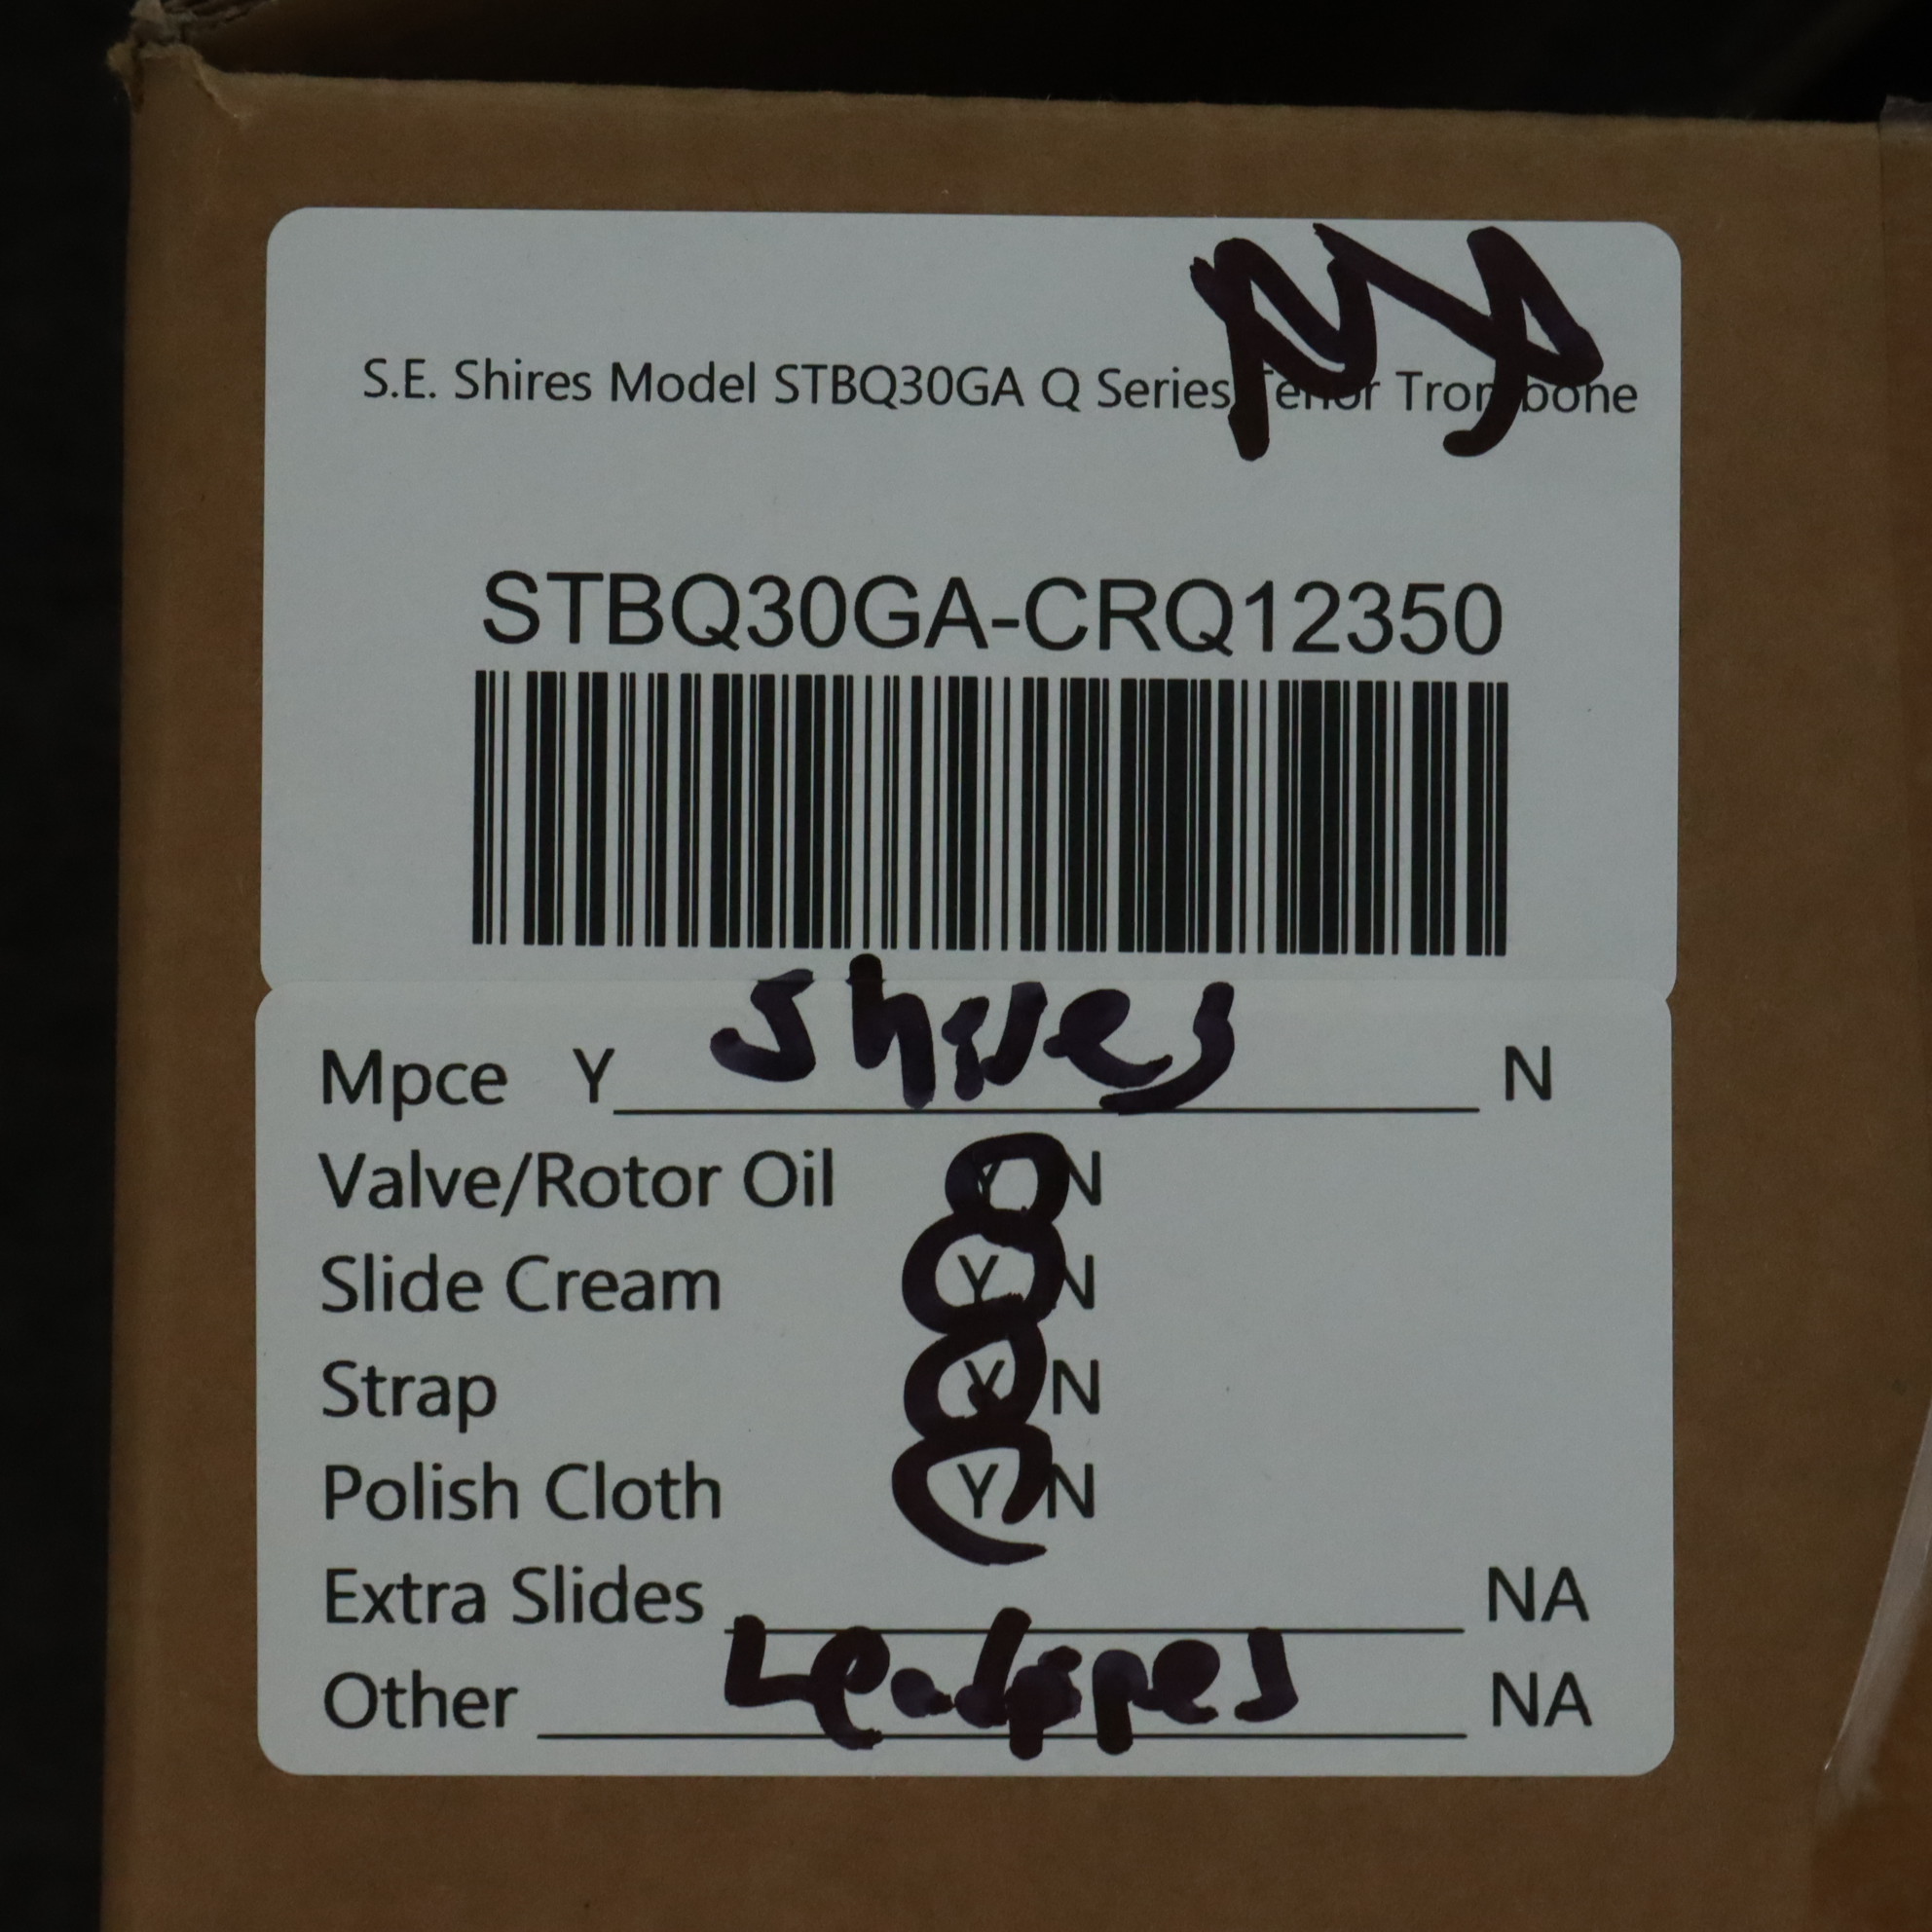 S.E. Shires Model STBQ30GA Q Series Tenor Trombone
STBQ30GA-CRQ12350
Mpce Y Shires N
Valve/Rotor Oil Y N
Slide Cream Y N
Strap Y N
Polish Cloth Y N
Extra Slides NA
Other Leadpipes NA